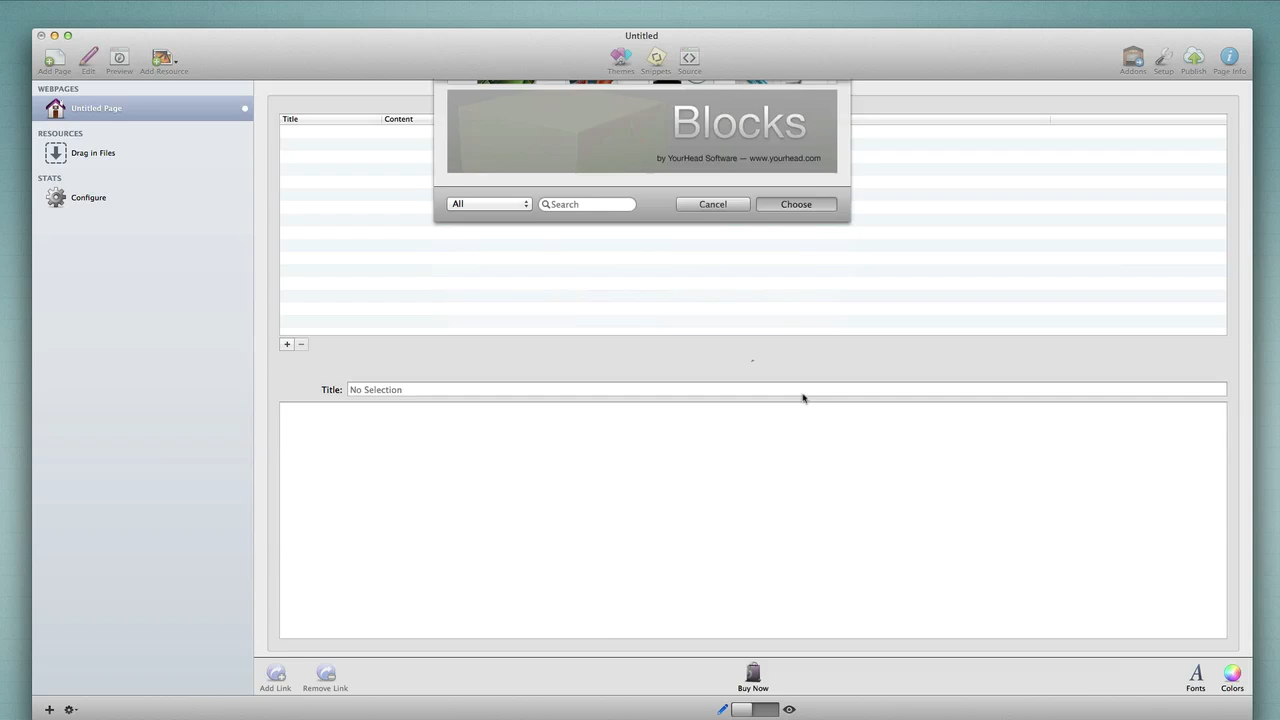 Untitled
Add Page
Edit
Preview
Add Resource
Themes
Snippets
Source
Addons
Setup
Publish
Page Info
WEBPAGES
Untitled Page
RESOURCES
Drag in Files
STATS
Configure
Title
Content
Blocks
by YourHead Software — www.yourhead.com
All
Search
Cancel
Choose
Title:
No Selection
Add Link
Remove Link
Buy Now
Fonts
Colors